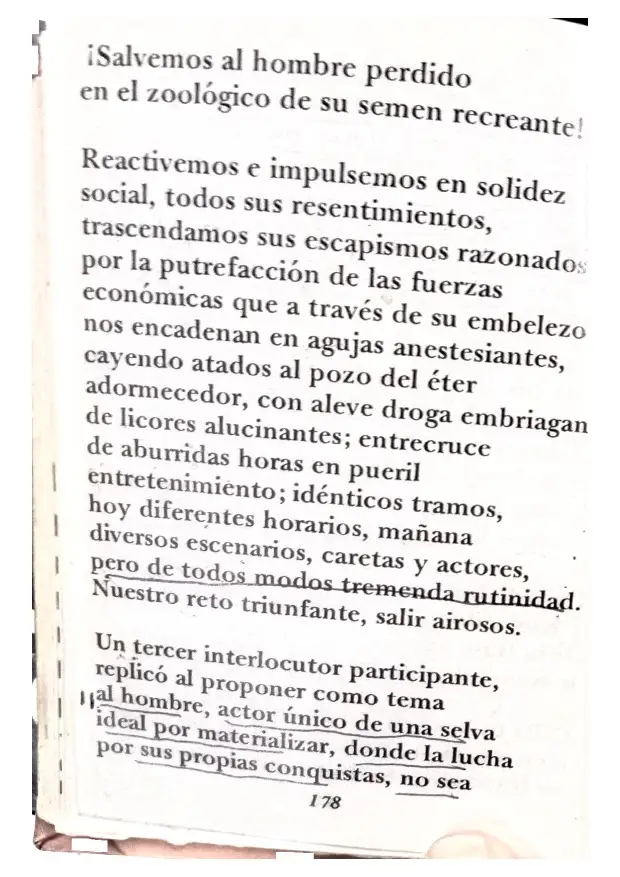 ¡Salvemos al hombre perdido
en el zoológico de su semen recreante!
Reactivemos e impulsemos en solidez
social, todos sus resentimientos,
trascendamos sus escapismos razonados
por la putrefacción de las fuerzas
económicas que a través de su embelezo
nos encadenan en agujas anestesiantes,
cayendo atados al pozo del éter
adormecedor, con aleve droga embriagan
de licores alucinantes; entrecruce
de aburridas horas en pueril
entretenimiento; idénticos tramos,
hoy diferentes horarios, mañana
diversos escenarios, caretas y actores,
pero de todos modos tremenda rutinidad.
Nuestro reto triunfante, salir airosos.
Un tercer interlocutor participante,
replicó al proponer como tema
al hombre, actor único de una selva
ideal por materializar, donde la lucha
por sus propias conquistas, no sea
178